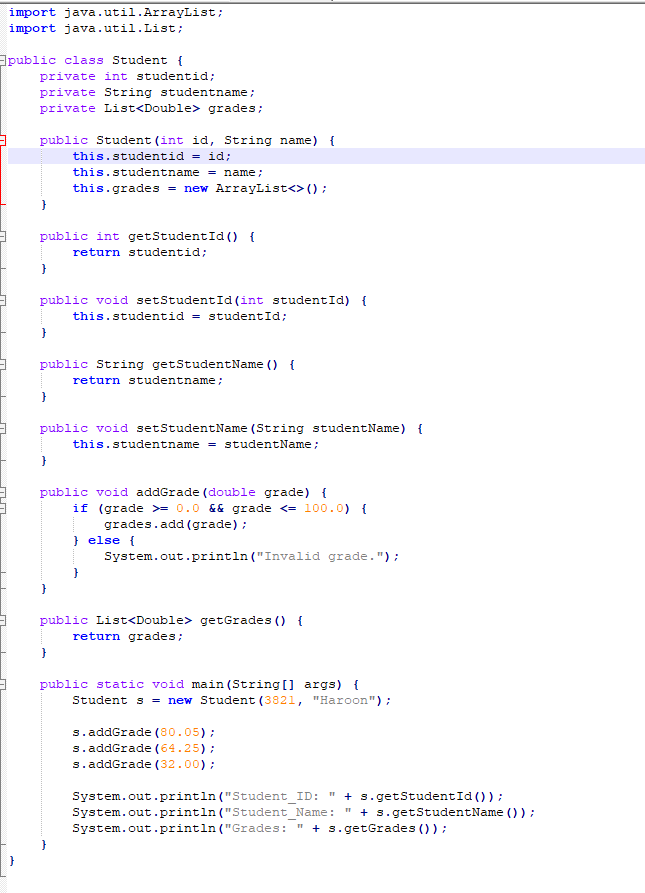 import java.util.ArrayList;
import java.util.List;
public class Student {
private int studentid;
private String studentname;
private List<Double> grades;
public Student(int id, String name) {
this.studentid = id;
this.studentname = name;
this.grades = new ArrayList<>();
}
public int getStudentId() {
return studentid;
}
public void setStudentId(int studentId) {
this.studentid = studentId;
}
public String getStudentName() {
return studentname;
}
public void setStudentName(String studentName) {
this.studentname = studentName;
}
public void addGrade(double grade) {
if (grade >= 0.0 && grade <= 100.0) {
grades.add(grade);
} else {
System.out.println("Invalid grade.");
}
}
public List<Double> getGrades() {
return grades;
}
public static void main(String[] args) {
Student s = new Student(3821, "Haroon");
s.addGrade(80.05);
s.addGrade(64.25);
s.addGrade(32.00);
System.out.println("Student_ID: " + s.getStudentId());
System.out.println("Student_Name: " + s.getStudentName());
System.out.println("Grades: " + s.getGrades());
}
}